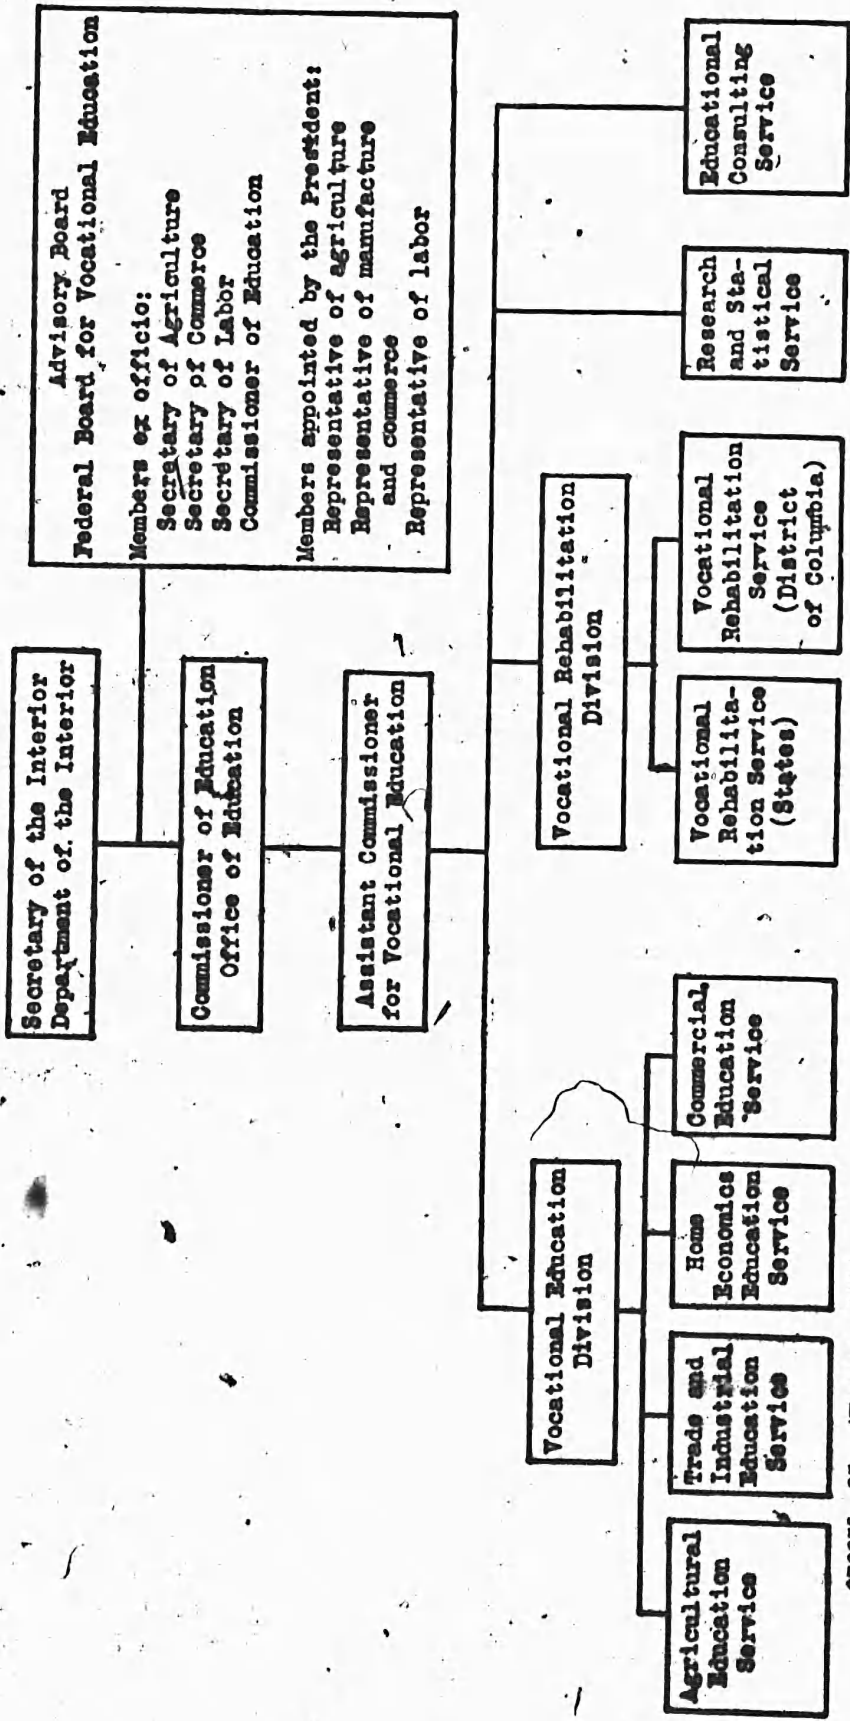 Secretary of the Interior
Department of the Interior
Advisory Board
Federal Board for Vocational Education
Members ex officio:
Secretary of Agriculture
Secretary of Commerce
Secretary of Labor
Commissioner of Education
Members appointed by the President:
Representative of agriculture
Representative of manufacture
and commerce
Representative of labor
Commissioner of Education
Office of Education
Assistant Commissioner
for Vocational Education
Vocational Education
Division
Vocational Rehabilitation
Division
Agricultural
Education
Service
Trade and
Industrial
Education
Service
Home
Economics
Education
Service
Commercial
Education
Service
Vocational
Rehabilita-
tion Service
(States)
Vocational
Rehabilitation
Service
(District
of Columbia)
Research
and Sta-
tistical
Service
Educational
Consulting
Service